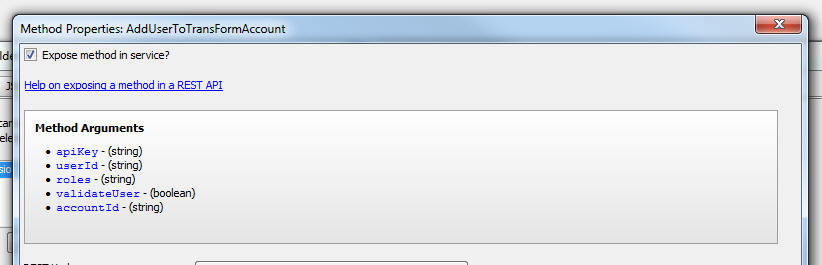 Method Properties: AddUserToTransFormAccount
Expose method in service?
Help on exposing a method in a REST API
Method Arguments
apiKey - (string)
userId - (string)
roles - (string)
validateUser - (boolean)
accountId - (string)